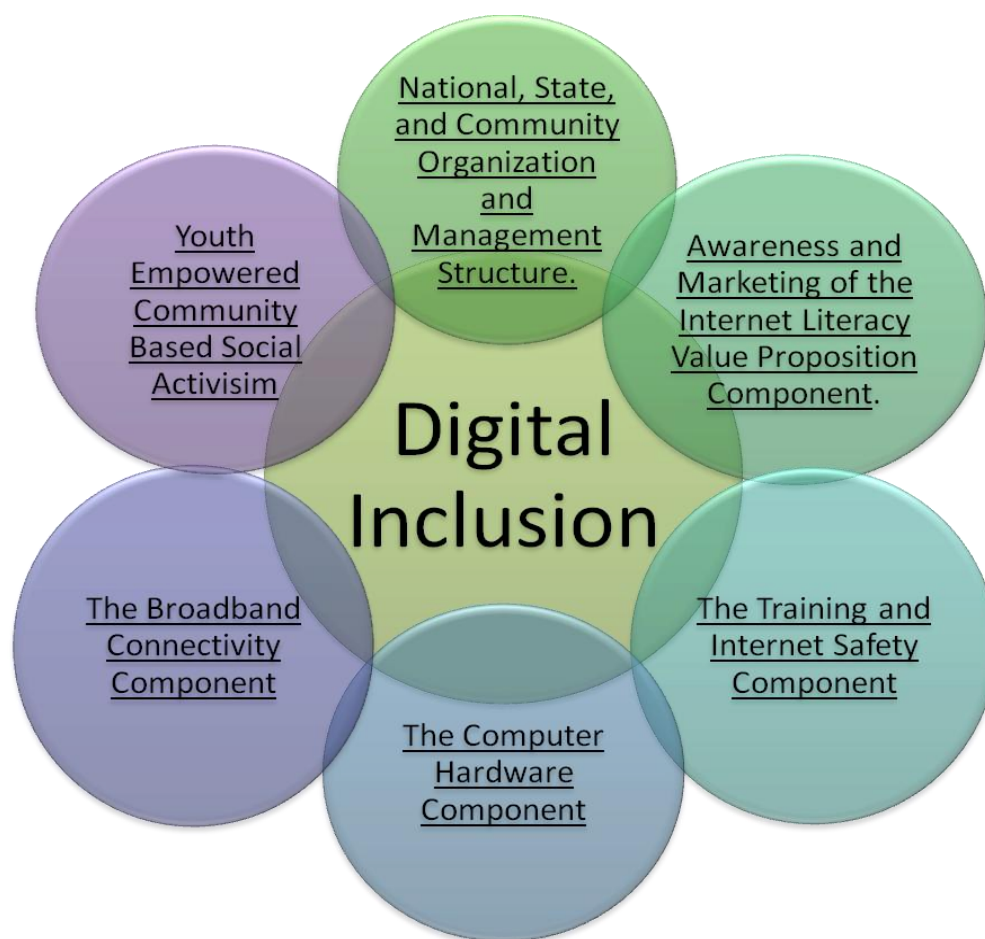 National, State,
and Community
Organization
and
Management
Structure.
Awareness and
Marketing of the
Internet Literacy
Value Proposition
Component.
The Training and
Internet Safety
Component
The Computer
Hardware
Component
The Broadband
Connectivity
Component
Youth
Empowered
Community
Based Social
Activisim
Digital
Inclusion